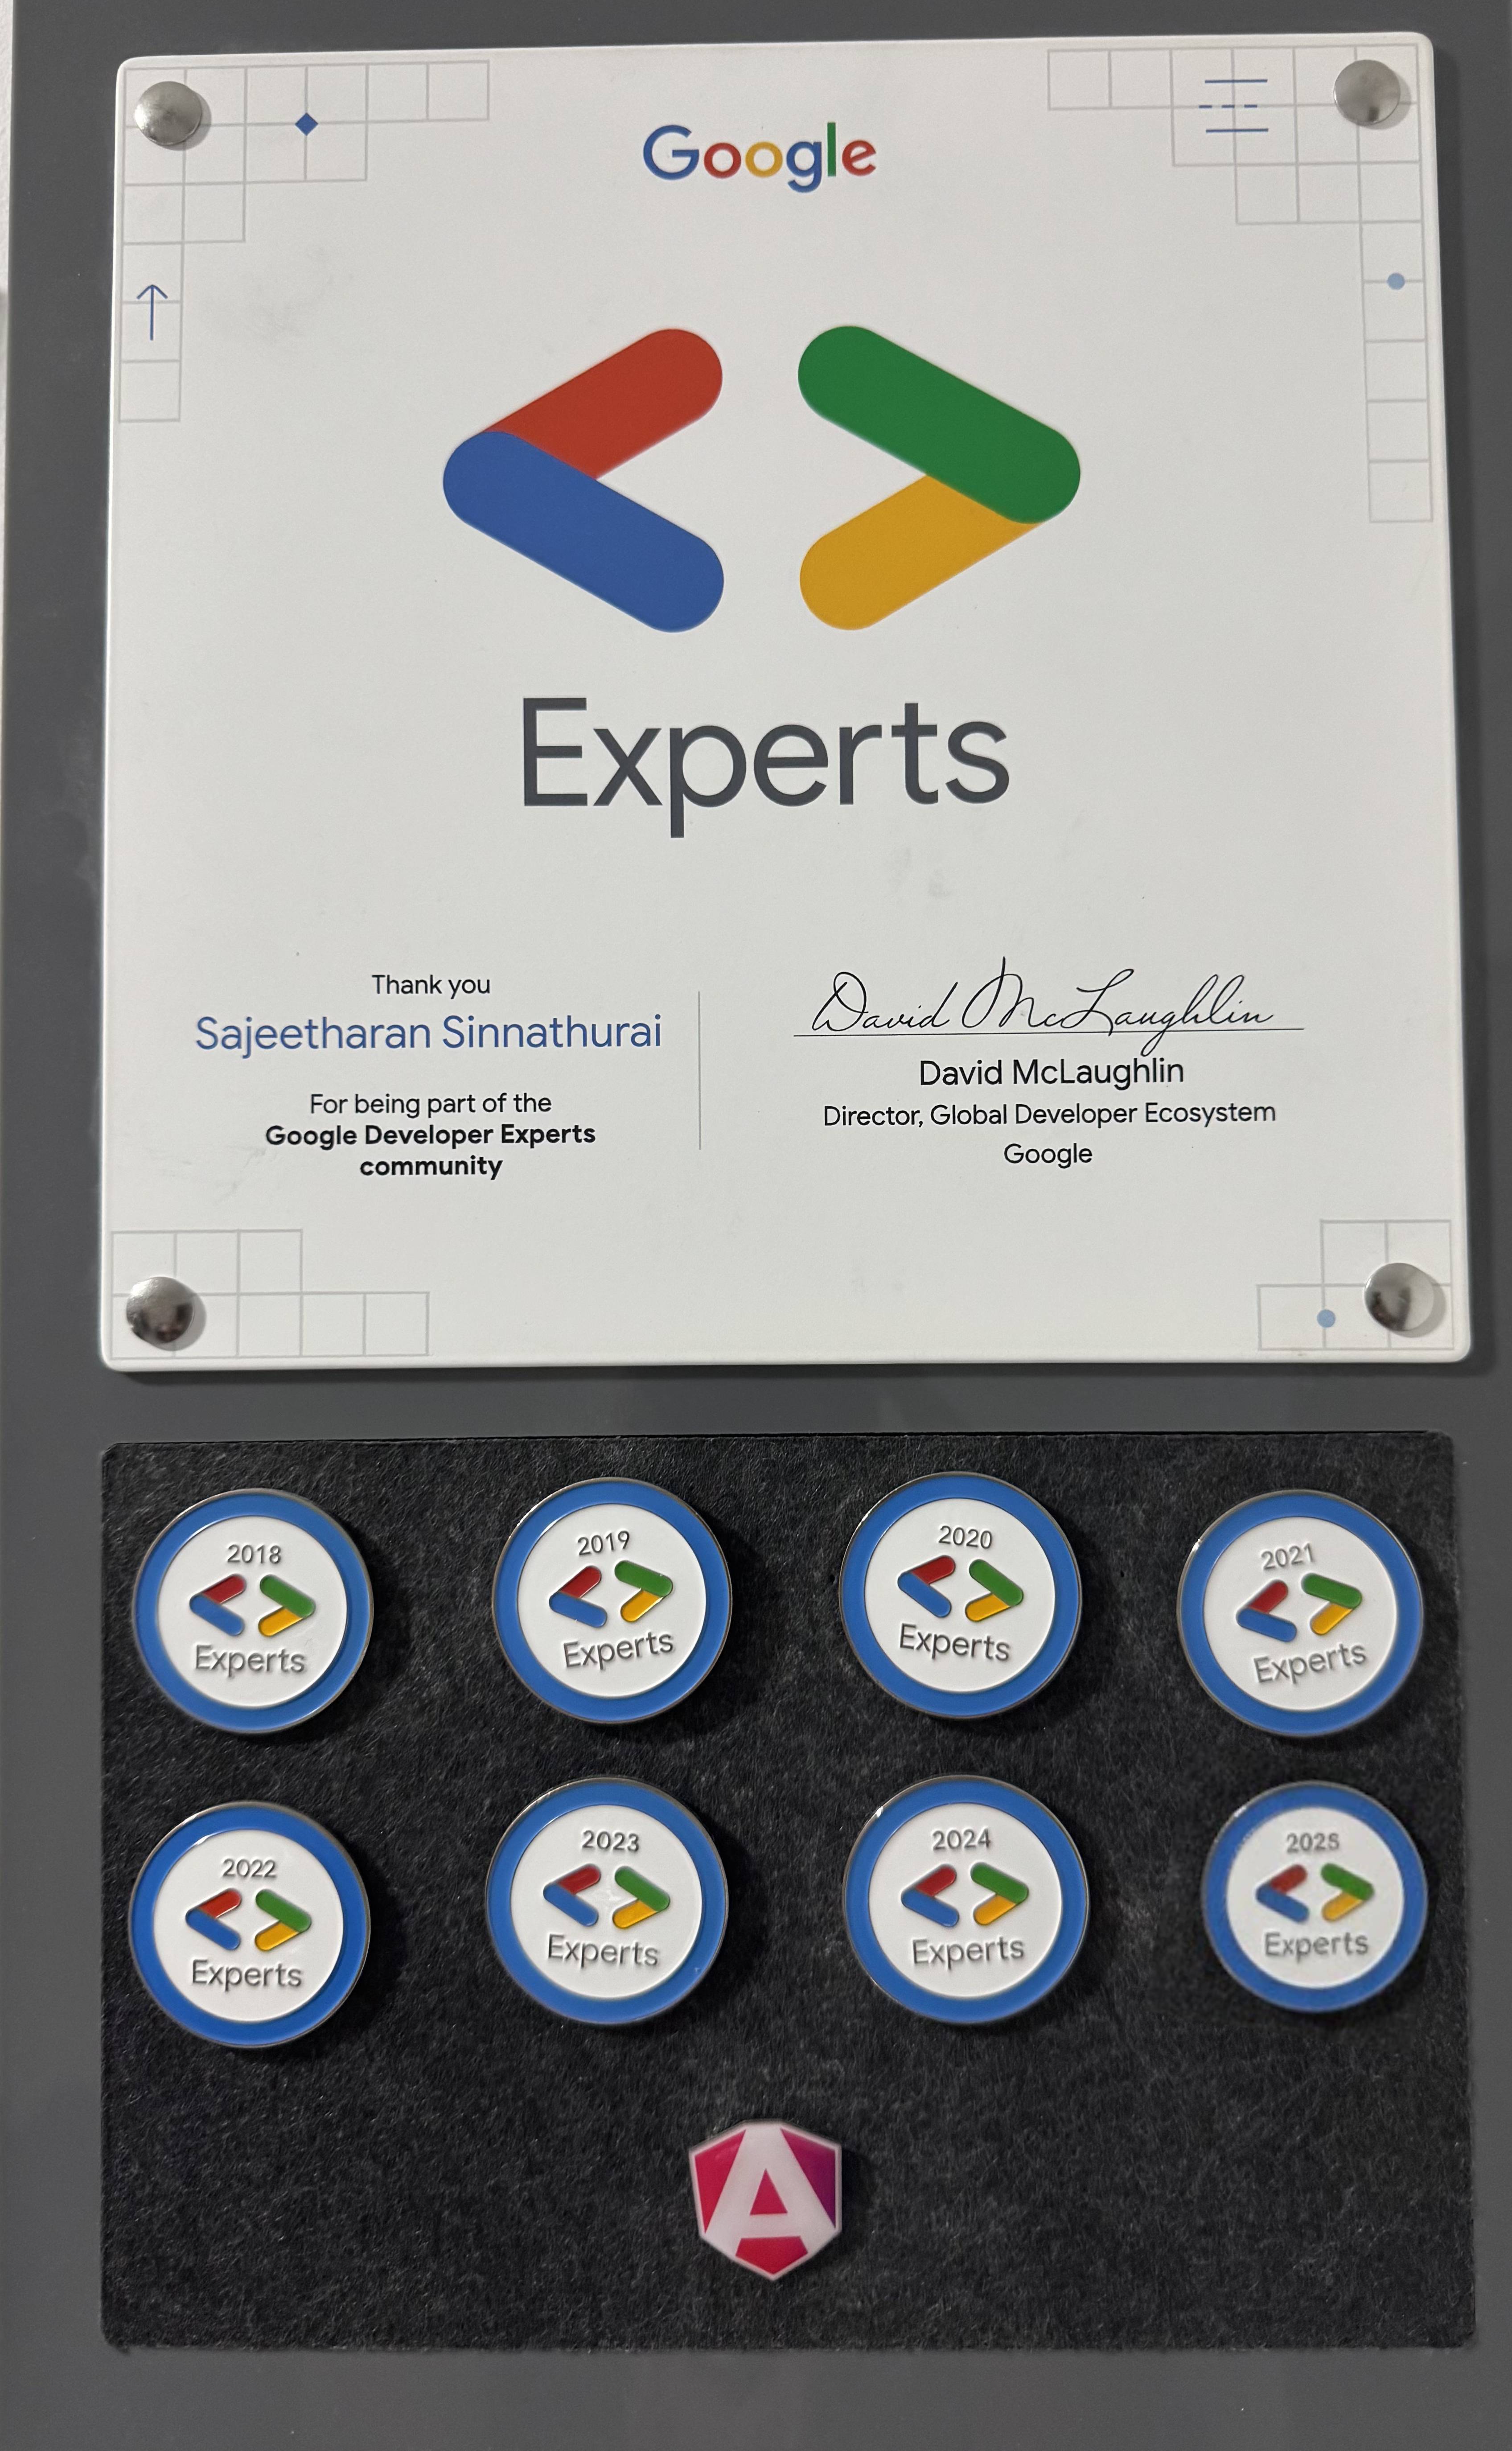 Google
Experts
Thank you
Sajeetharan Sinnathurai
For being part of the
Google Developer Experts
community
David McLaughlin
David McLaughlin
Director, Global Developer Ecosystem
Google
2018
Experts
2019
Experts
2020
Experts
2021
Experts
2022
Experts
2023
Experts
2024
Experts
2025
Experts
A